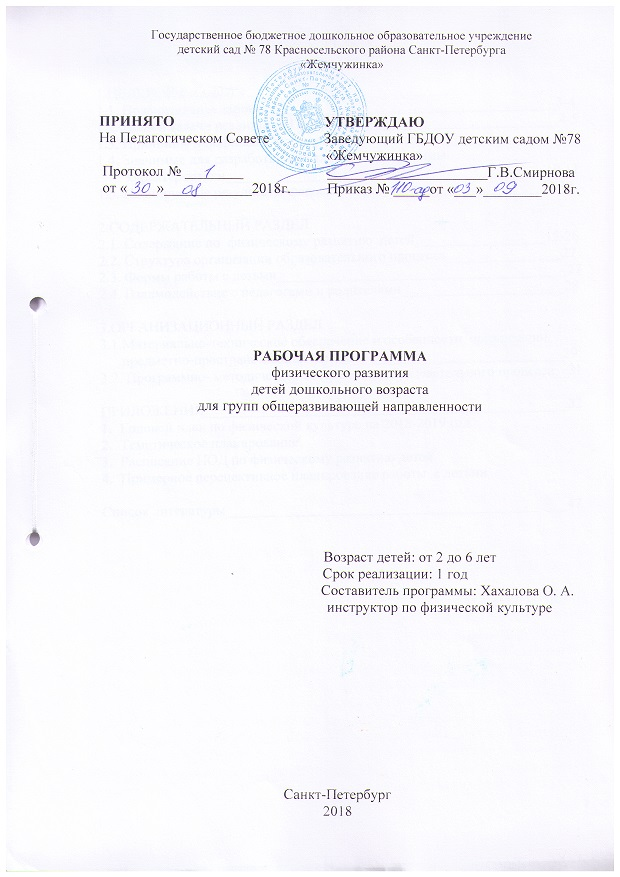 Государственное бюджетное дошкольное образовательное учреждение
детский сад № 78 Красносельского района Санкт-Петербурга
«Жемчужинка»
ПРИНЯТО
На Педагогическом Совете
Протокол № 1
от «30» 08 2018г.
УТВЕРЖДАЮ
Заведующий ГБДОУ детским садом №78
«Жемчужинка»
Г.В.Смирнова
Приказ № 110-од от «03» 09 2018г.
РАБОЧАЯ ПРОГРАММА
физического развития
детей дошкольного возраста
для групп общеразвивающей направленности
Возраст детей: от 2 до 6 лет
Срок реализации: 1 год
Составитель программы: Хахалова О. А.
инструктор по физической культуре
Санкт-Петербург
2018